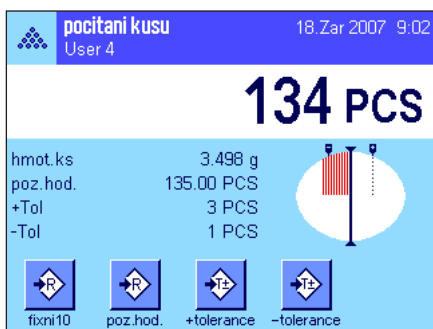 pocitani kusu 18.Zar 2007 9:02
User 4
134 PCS
hmot.ks 3.498 g
poz.hod. 135.00 PCS
+Tol 3 PCS
-Tol 1 PCS
R R T± T±
fixni10 poz.hod. +tolerance -tolerance